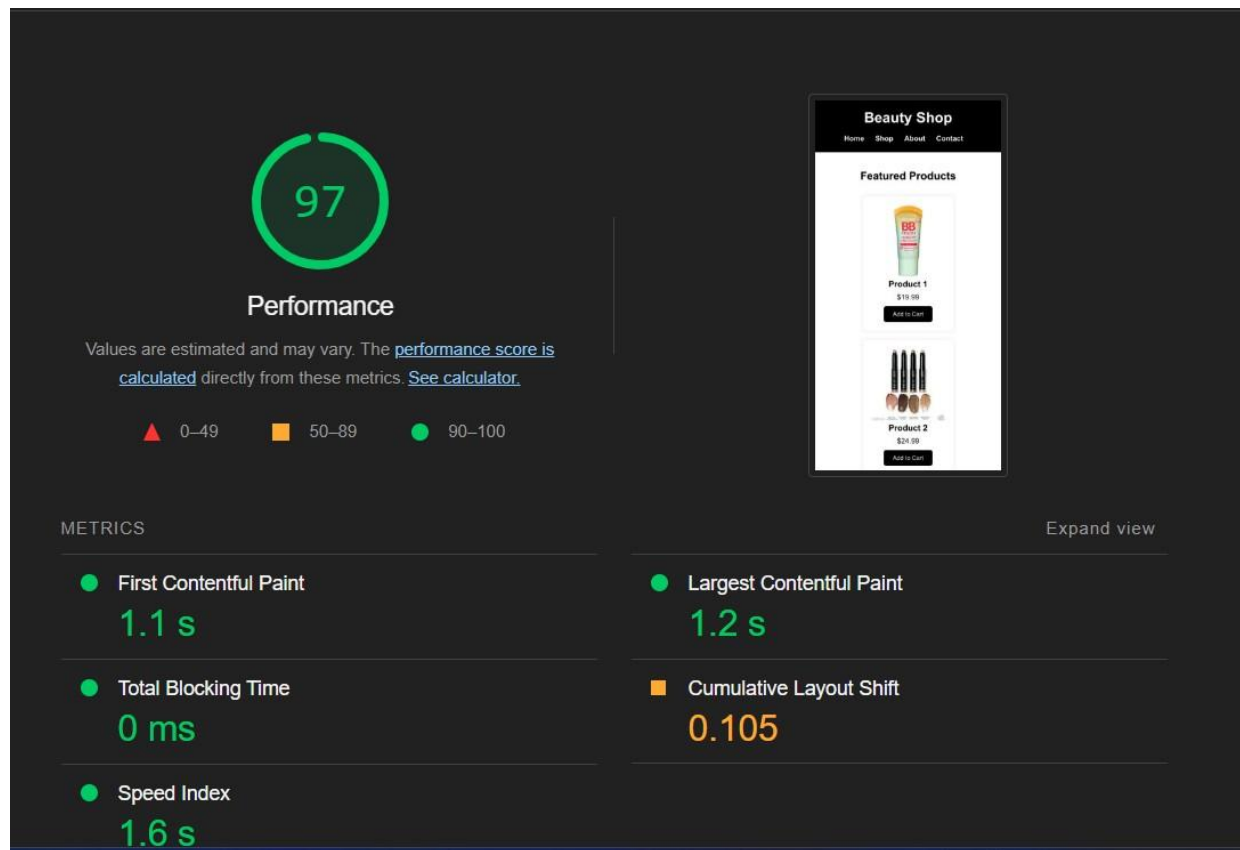 97
Performance
Values are estimated and may vary. The performance score is
calculated directly from these metrics. See calculator.
0–49
50–89
90–100
Beauty Shop
Home Shop About Contact
Featured Products
BB
Product 1
$19.99
Add to Cart
Product 2
$24.99
Add to Cart
METRICS
Expand view
First Contentful Paint
1.1 s
Largest Contentful Paint
1.2 s
Total Blocking Time
0 ms
Cumulative Layout Shift
0.105
Speed Index
1.6 s